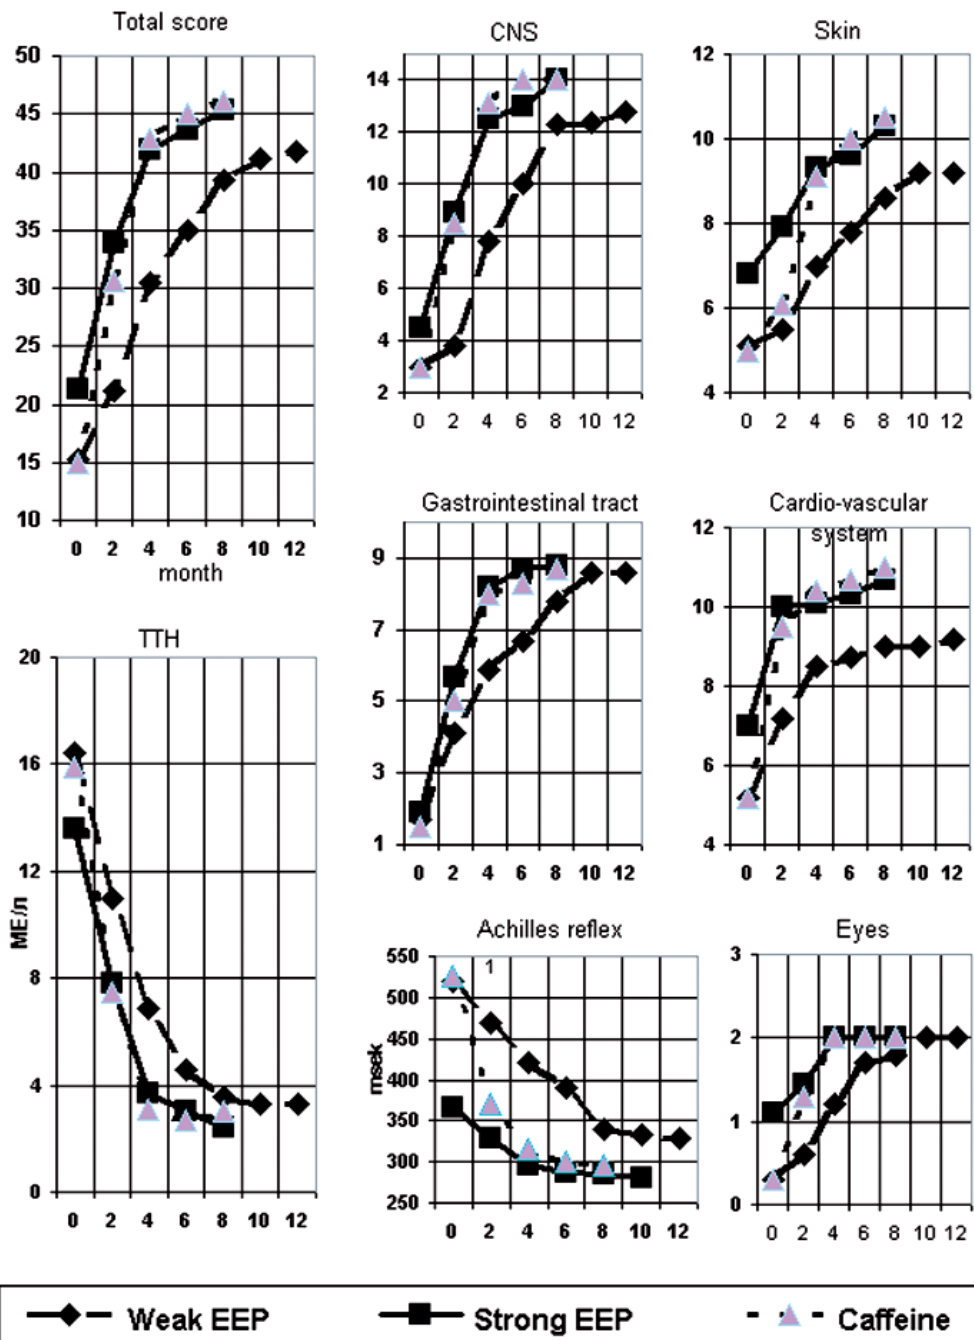 Total score
50
45
40
35
30
25
20
15
10
0 2 4 6 8 10 12
month
CNS
14
12
10
8
6
4
2
0 2 4 6 8 10 12
Skin
12
10
8
6
4
0 2 4 6 8 10 12
Gastrointestinal tract
9
7
5
3
1
0 2 4 6 8 10 12
Cardio-vascular
system
12
10
8
6
4
0 2 4 6 8 10 12
TTH
ME/n
20
16
12
8
4
0
0 2 4 6 8 10 12
Achilles reflex
1
msek
550
500
450
400
350
300
250
0 2 4 6 8 10 12
Eyes
3
2
1
0
0 2 4 6 8 10 12
Weak EEP Strong EEP Caffeine